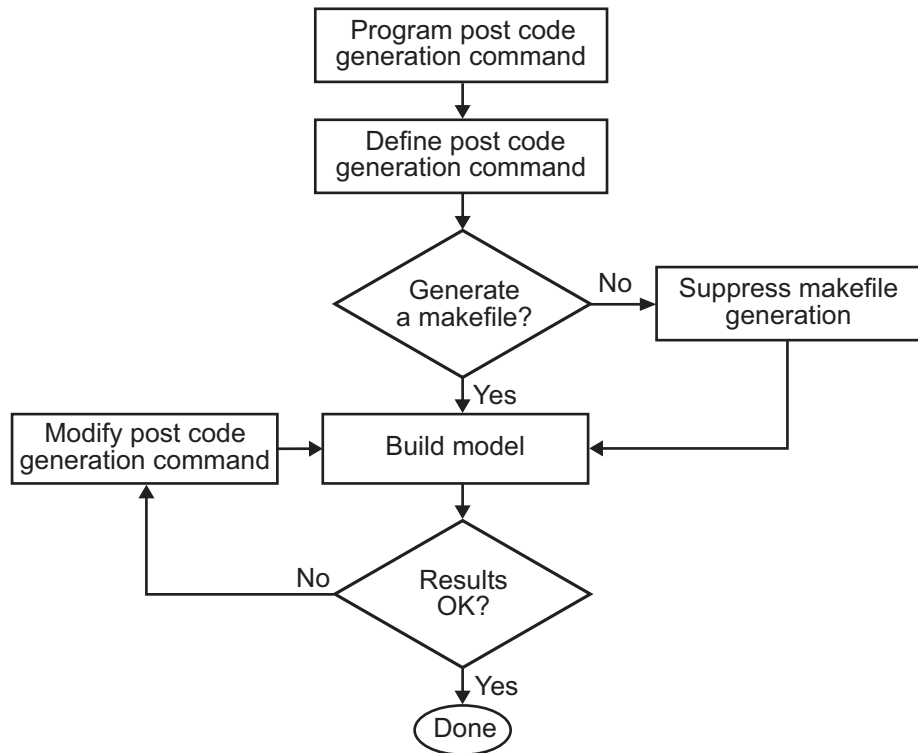 Program post code
generation command
Define post code
generation command
Generate
a makefile?
No
Suppress makefile
generation
Yes
Modify post code
generation command
Build model
No
Results
OK?
Yes
Done